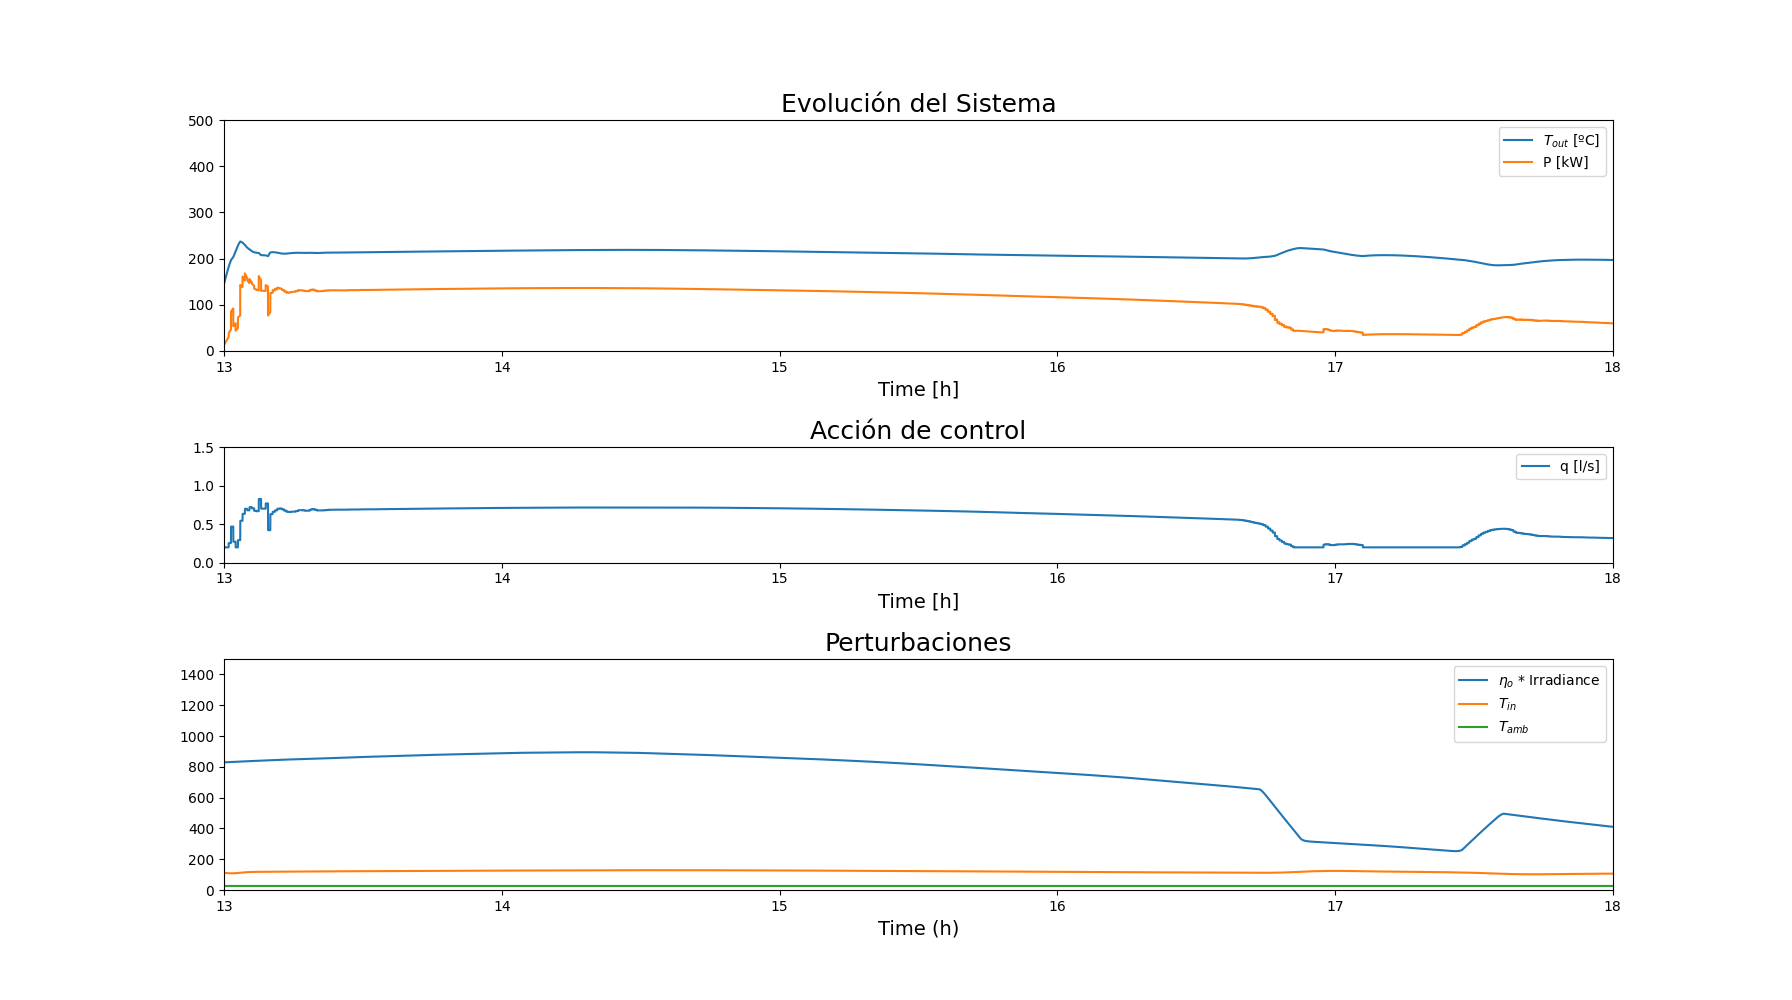 Evolución del Sistema
500
400
300
200
100
0
T_out [ºC]
P [kW]
13 14 15 16 17 18
Time [h]
Acción de control
1.5
1.0
0.5
0.0
q [l/s]
13 14 15 16 17 18
Time [h]
Perturbaciones
1400
1200
1000
800
600
400
200
0
η_o * Irradiance
T_in
T_amb
13 14 15 16 17 18
Time (h)